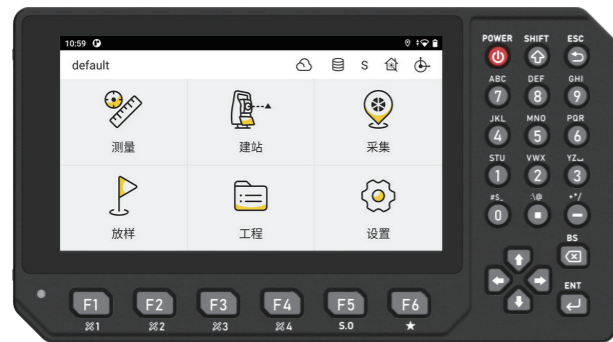 10:59
default
S
测量
建站
采集
放样
工程
设置
POWER SHIFT ESC
ABC DEF GHI
7 8 9
JKL MNO PQR
4 5 6
STU VWX YZ⌴
1 2 3
#$_ :\@ +*/
0 ▪ −
BS
ENT
F1 F2 F3 F4 F5 F6
⌘1 ⌘2 ⌘3 ⌘4 S.O ★